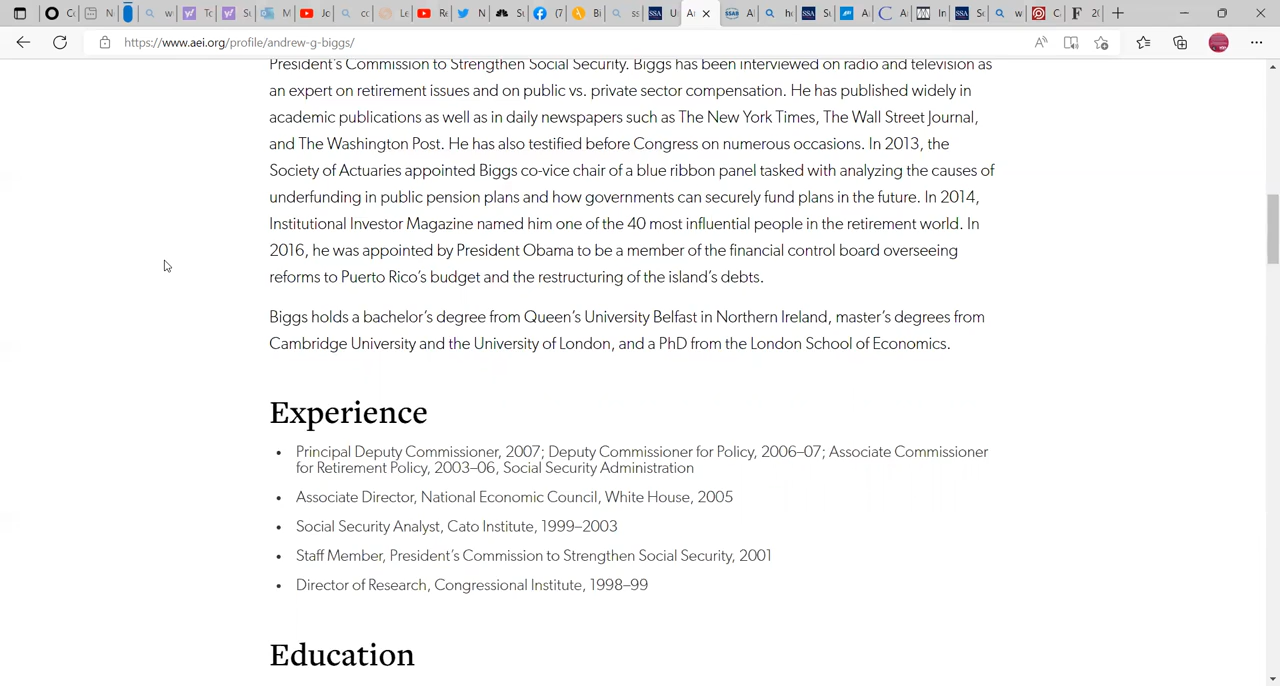 https://www.aei.org/profile/andrew-g-biggs/
President's Commission to Strengthen Social Security. Biggs has been interviewed on radio and television as
an expert on retirement issues and on public vs. private sector compensation. He has published widely in
academic publications as well as in daily newspapers such as The New York Times, The Wall Street Journal,
and The Washington Post. He has also testified before Congress on numerous occasions. In 2013, the
Society of Actuaries appointed Biggs co-vice chair of a blue ribbon panel tasked with analyzing the causes of
underfunding in public pension plans and how governments can securely fund plans in the future. In 2014,
Institutional Investor Magazine named him one of the 40 most influential people in the retirement world. In
2016, he was appointed by President Obama to be a member of the financial control board overseeing
reforms to Puerto Rico's budget and the restructuring of the island's debts.
Biggs holds a bachelor's degree from Queen's University Belfast in Northern Ireland, master's degrees from
Cambridge University and the University of London, and a PhD from the London School of Economics.
Experience
• Principal Deputy Commissioner, 2007; Deputy Commissioner for Policy, 2006–07; Associate Commissioner
for Retirement Policy, 2003–06, Social Security Administration
• Associate Director, National Economic Council, White House, 2005
• Social Security Analyst, Cato Institute, 1999–2003
• Staff Member, President's Commission to Strengthen Social Security, 2001
• Director of Research, Congressional Institute, 1998–99
Education